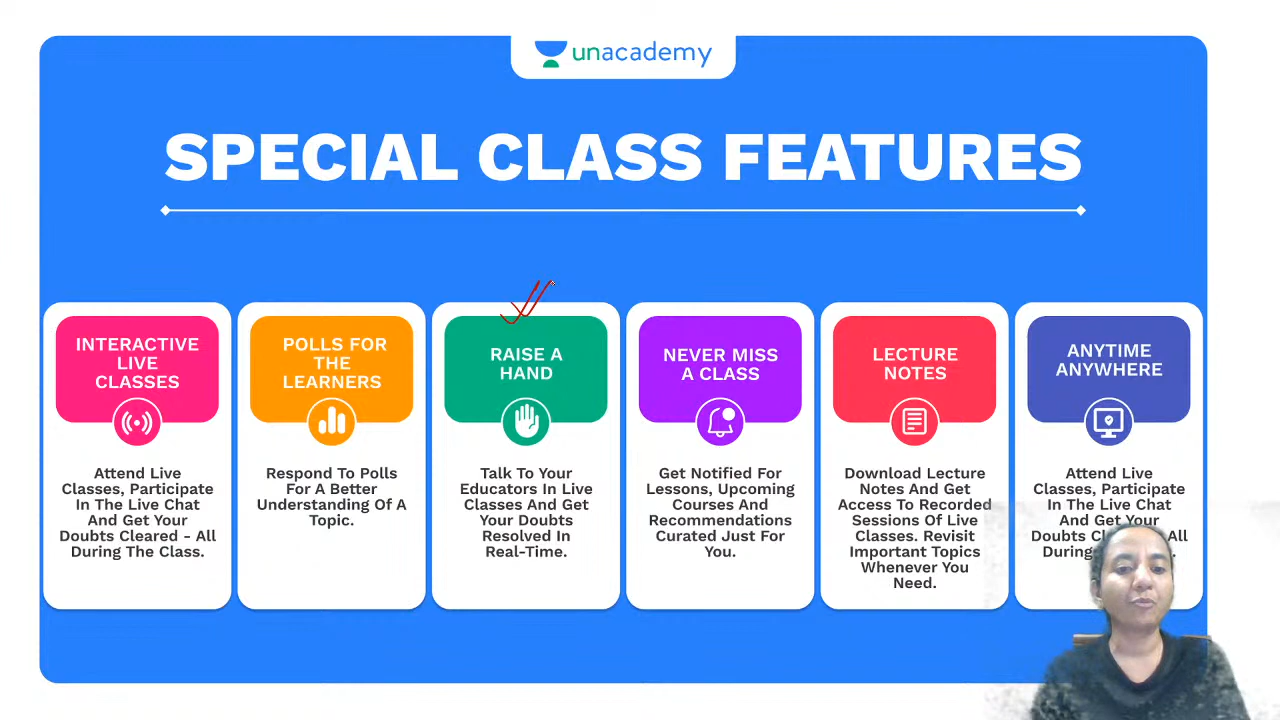 unacademy
SPECIAL CLASS FEATURES
INTERACTIVE
LIVE
CLASSES
Attend Live
Classes, Participate
In The Live Chat
And Get Your
Doubts Cleared - All
During The Class.
POLLS FOR
THE
LEARNERS
Respond To Polls
For A Better
Understanding Of A
Topic.
RAISE A
HAND
Talk To Your
Educators In Live
Classes And Get
Your Doubts
Resolved In
Real-Time.
NEVER MISS
A CLASS
Get Notified For
Lessons, Upcoming
Courses And
Recommendations
Curated Just For
You.
LECTURE
NOTES
Download Lecture
Notes And Get
Access To Recorded
Sessions Of Live
Classes. Revisit
Important Topics
Whenever You
Need.
ANYTIME
ANYWHERE
Attend Live
Classes, Participate
In The Live Chat
And Get Your
Doubts All
During